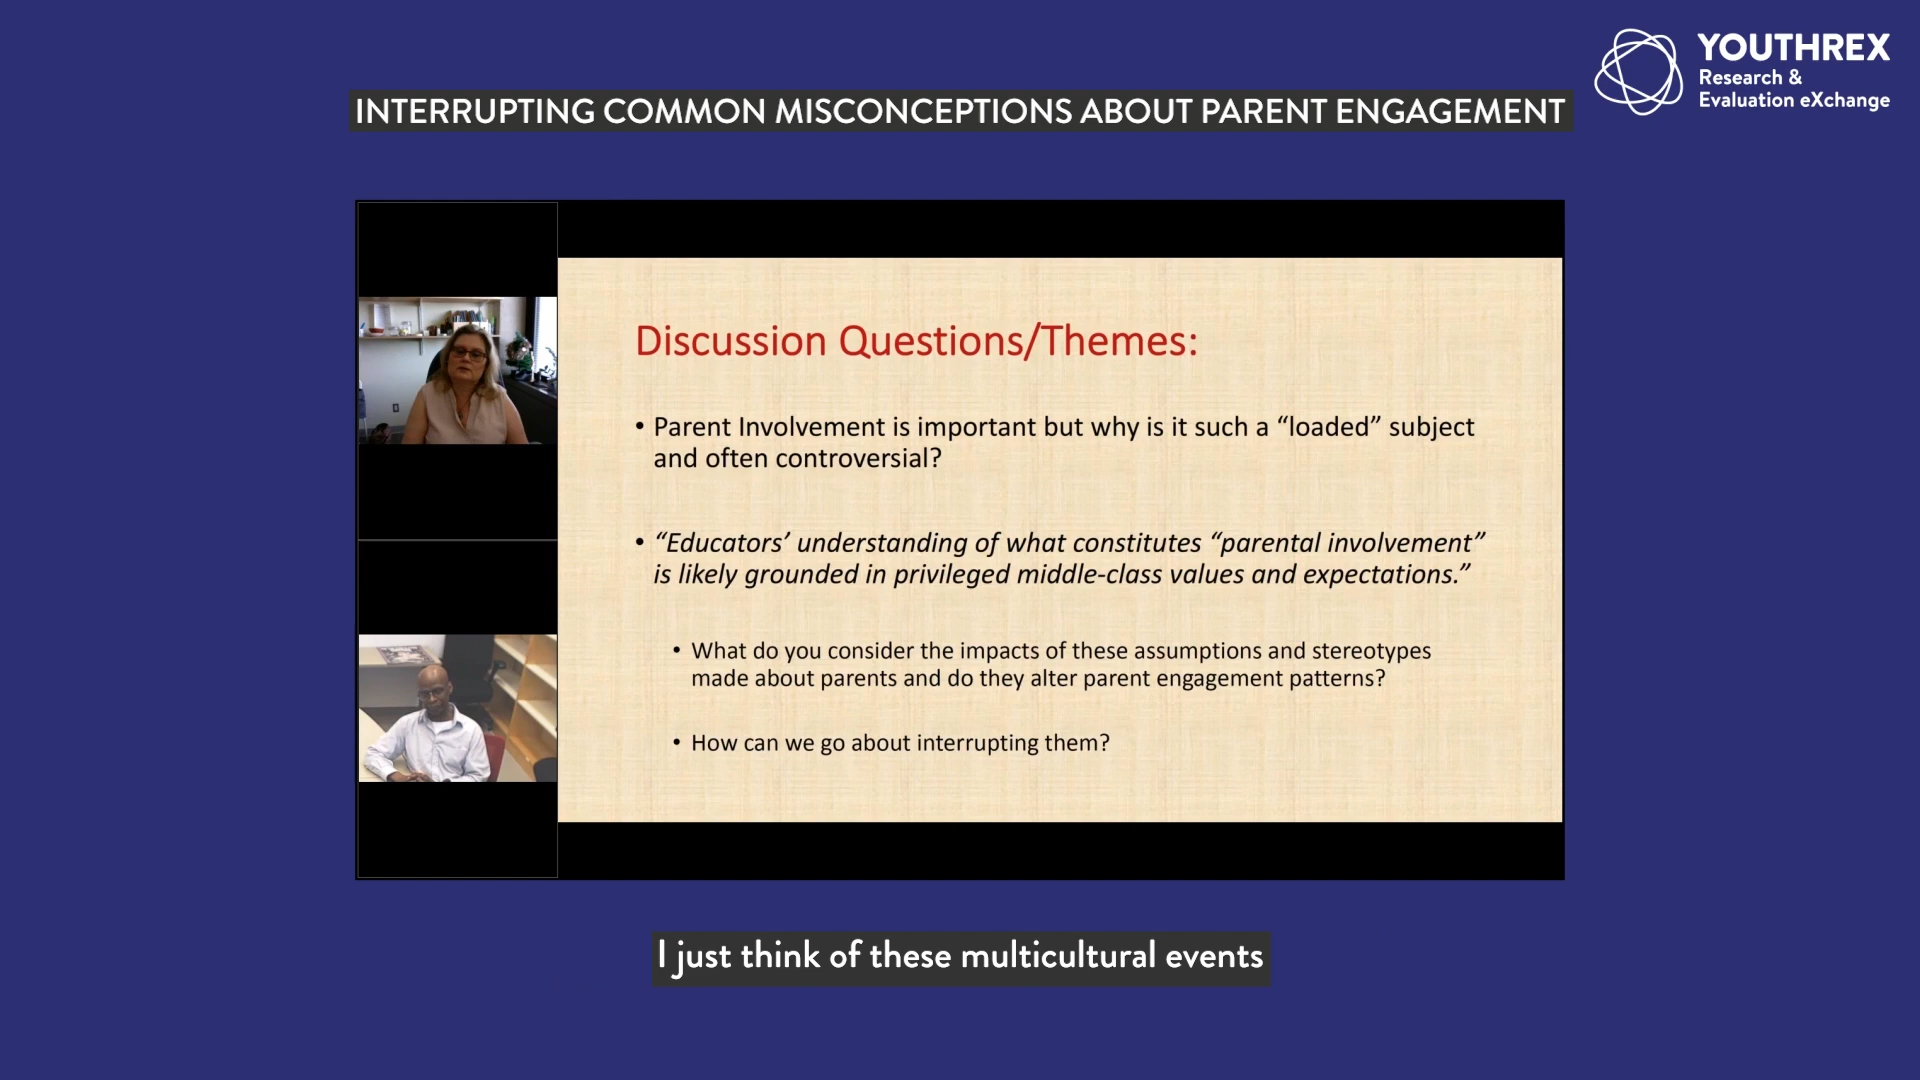 YOUTHREX
Research &
Evaluation eXchange
INTERRUPTING COMMON MISCONCEPTIONS ABOUT PARENT ENGAGEMENT
Discussion Questions/Themes:
• Parent Involvement is important but why is it such a “loaded” subject
and often controversial?
• “Educators’ understanding of what constitutes “parental involvement”
is likely grounded in privileged middle-class values and expectations.”
• What do you consider the impacts of these assumptions and stereotypes
made about parents and do they alter parent engagement patterns?
• How can we go about interrupting them?
I just think of these multicultural events